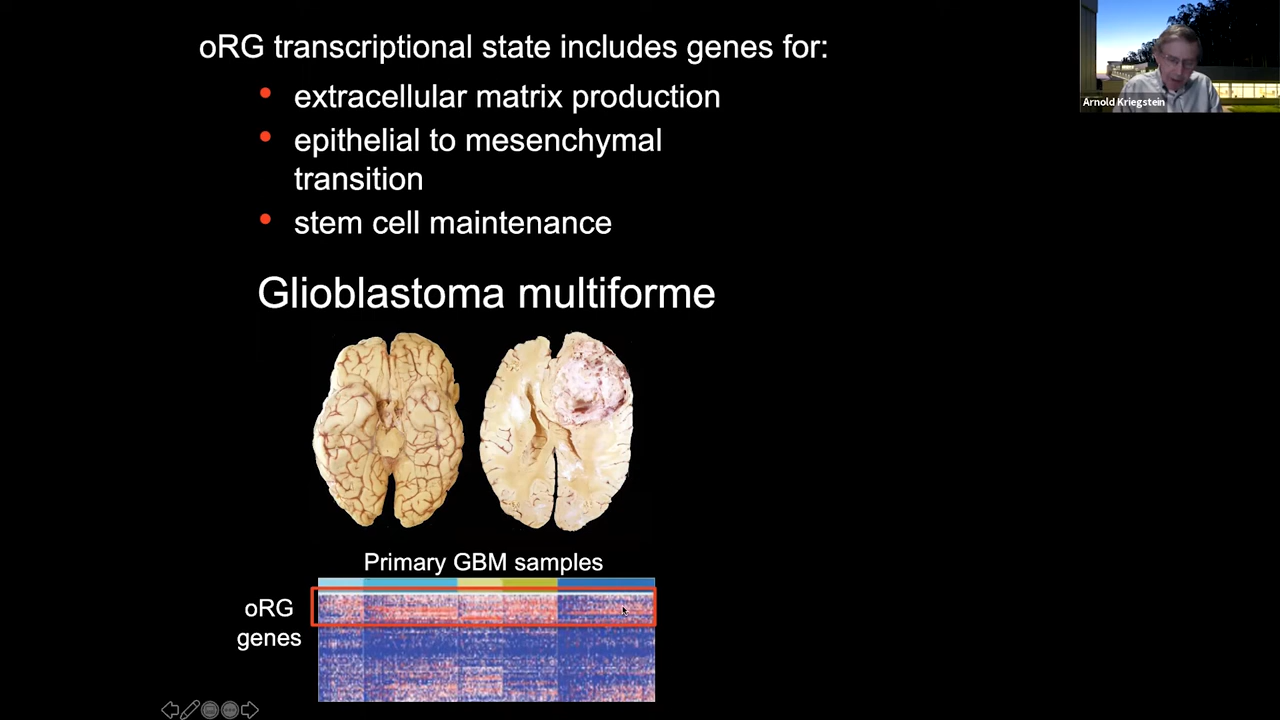 oRG transcriptional state includes genes for:
• extracellular matrix production
• epithelial to mesenchymal
transition
• stem cell maintenance
Glioblastoma multiforme
Primary GBM samples
oRG
genes
Arnold Kriegstein